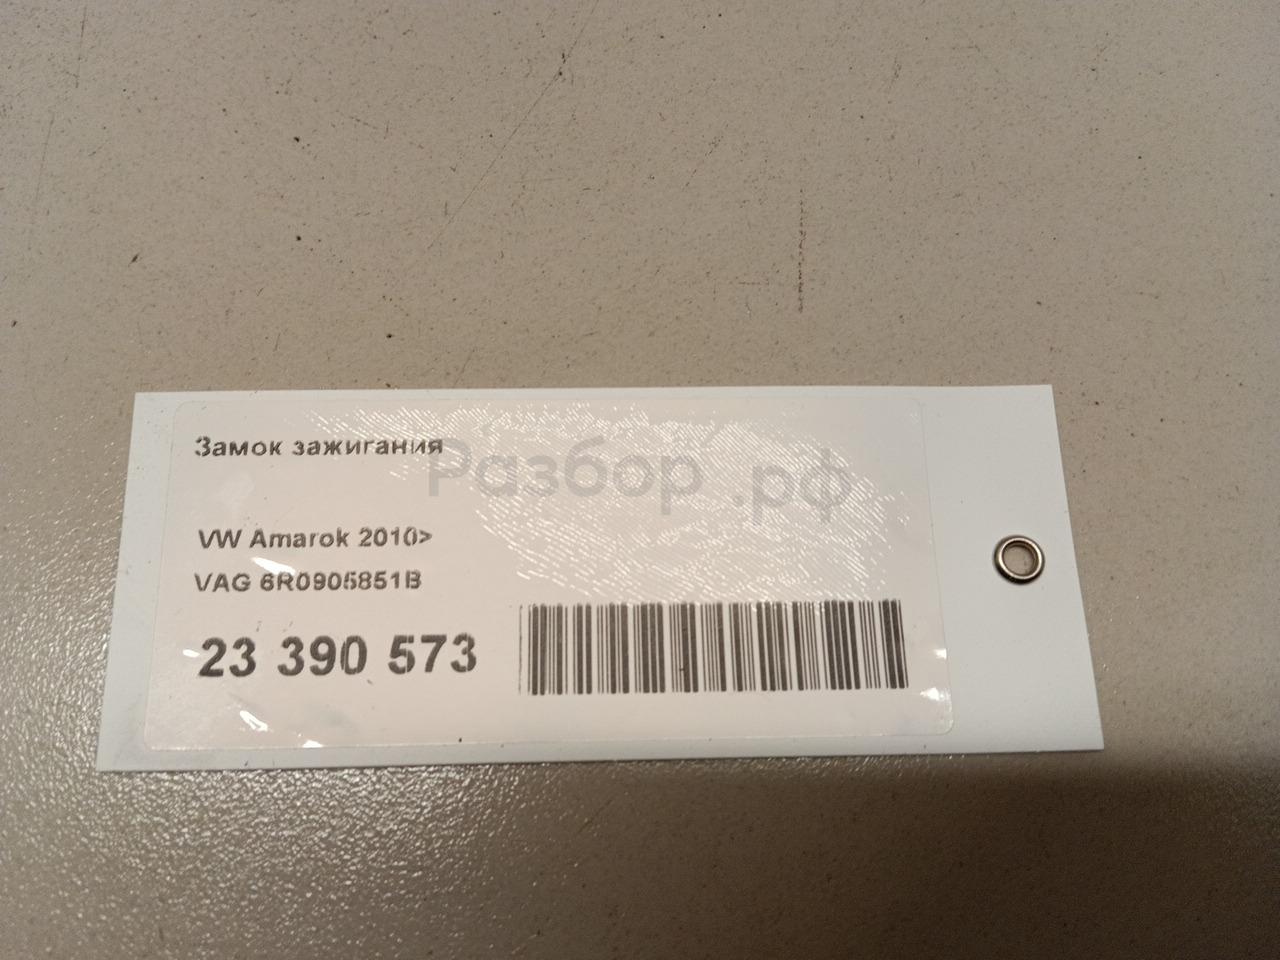 Замок зажигания
Разбор.рф
VW Amarok 2010>
VAG 6R0905851B
23 390 573